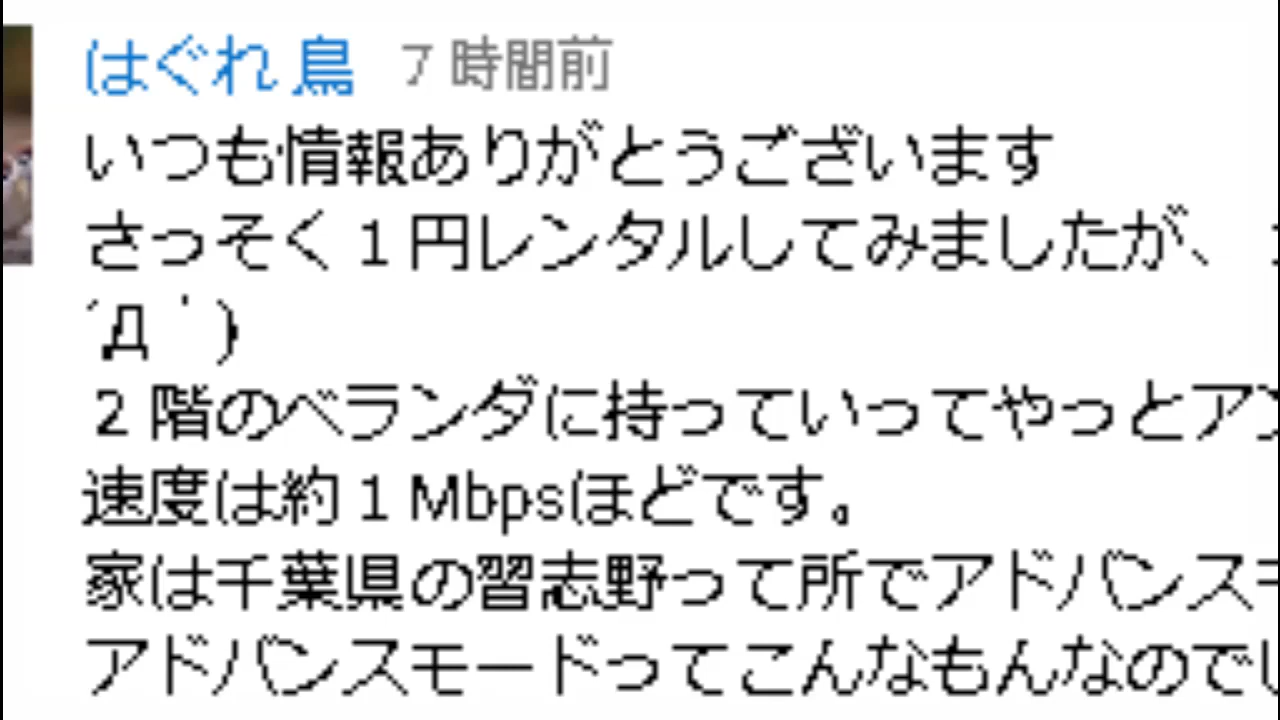 はぐれ鳥 7 時間前
いつも情報ありがとうございます
さっそく1円レンタルしてみましたが、
´Д｀)
2階のベランダに持っていってやっとア
速度は約1Mbpsほどです。
家は千葉県の習志野って所でアドバンス
アドバンスモードってこんなもんなので